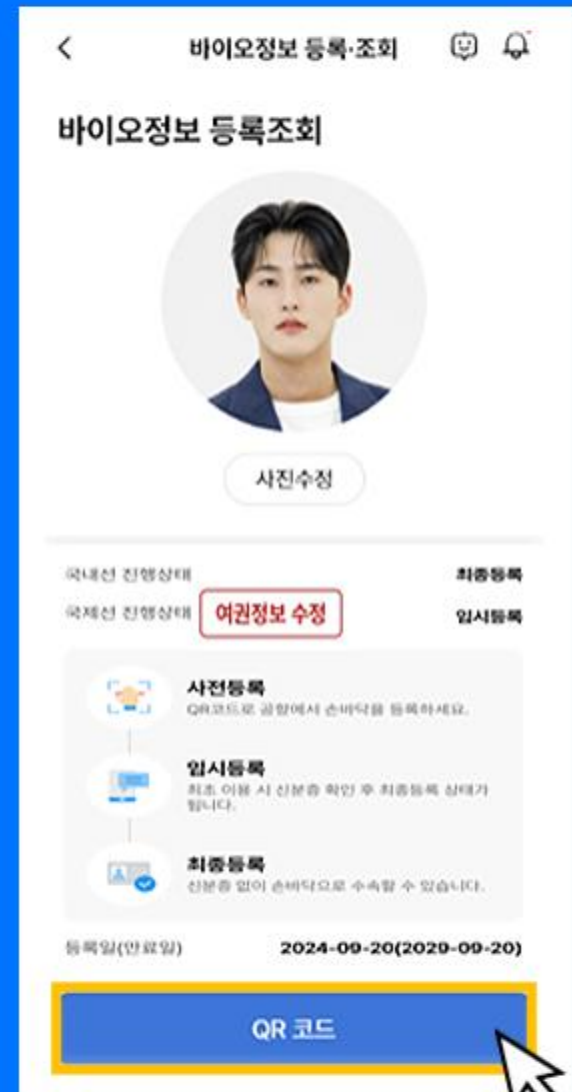 바이오정보 등록·조회
바이오정보 등록조회
사진수정
국내선 진행상태 최종등록
국제선 진행상태 여권정보 수정 임시등록
사전등록
QR코드로 공항에서 손바닥을 등록하세요.
임시등록
최초 이용 시 신분증 확인 후 최종등록 상태가
됩니다.
최종등록
신분증 없이 손바닥으로 수속할 수 있습니다.
등록일(만료일) 2024-09-20(2029-09-20)
QR 코드